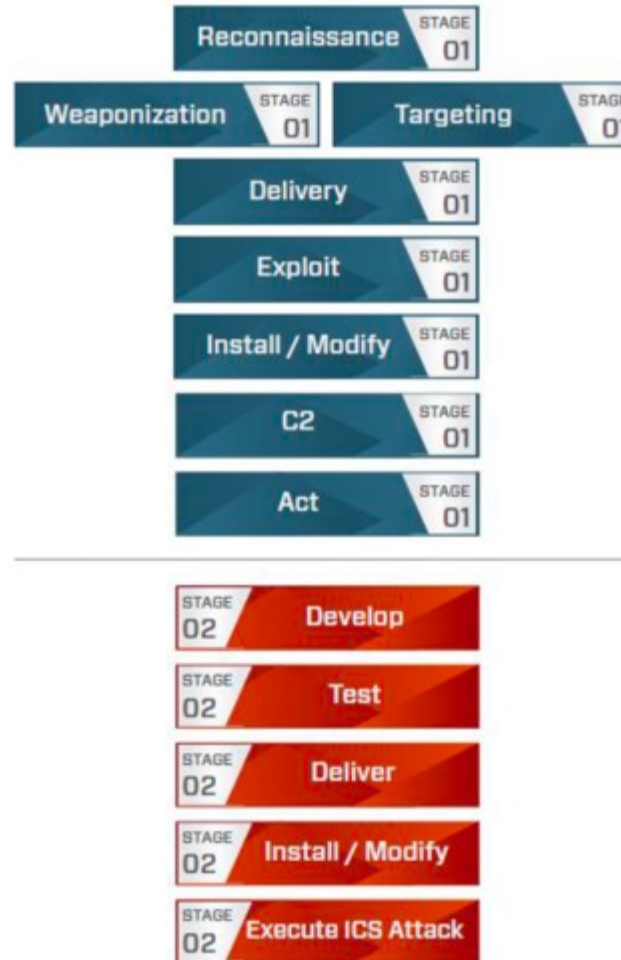 Reconnaissance STAGE 01
Weaponization STAGE 01 Targeting STAGE 01
Delivery STAGE 01
Exploit STAGE 01
Install / Modify STAGE 01
C2 STAGE 01
Act STAGE 01
STAGE 02 Develop
STAGE 02 Test
STAGE 02 Deliver
STAGE 02 Install / Modify
STAGE 02 Execute ICS Attack